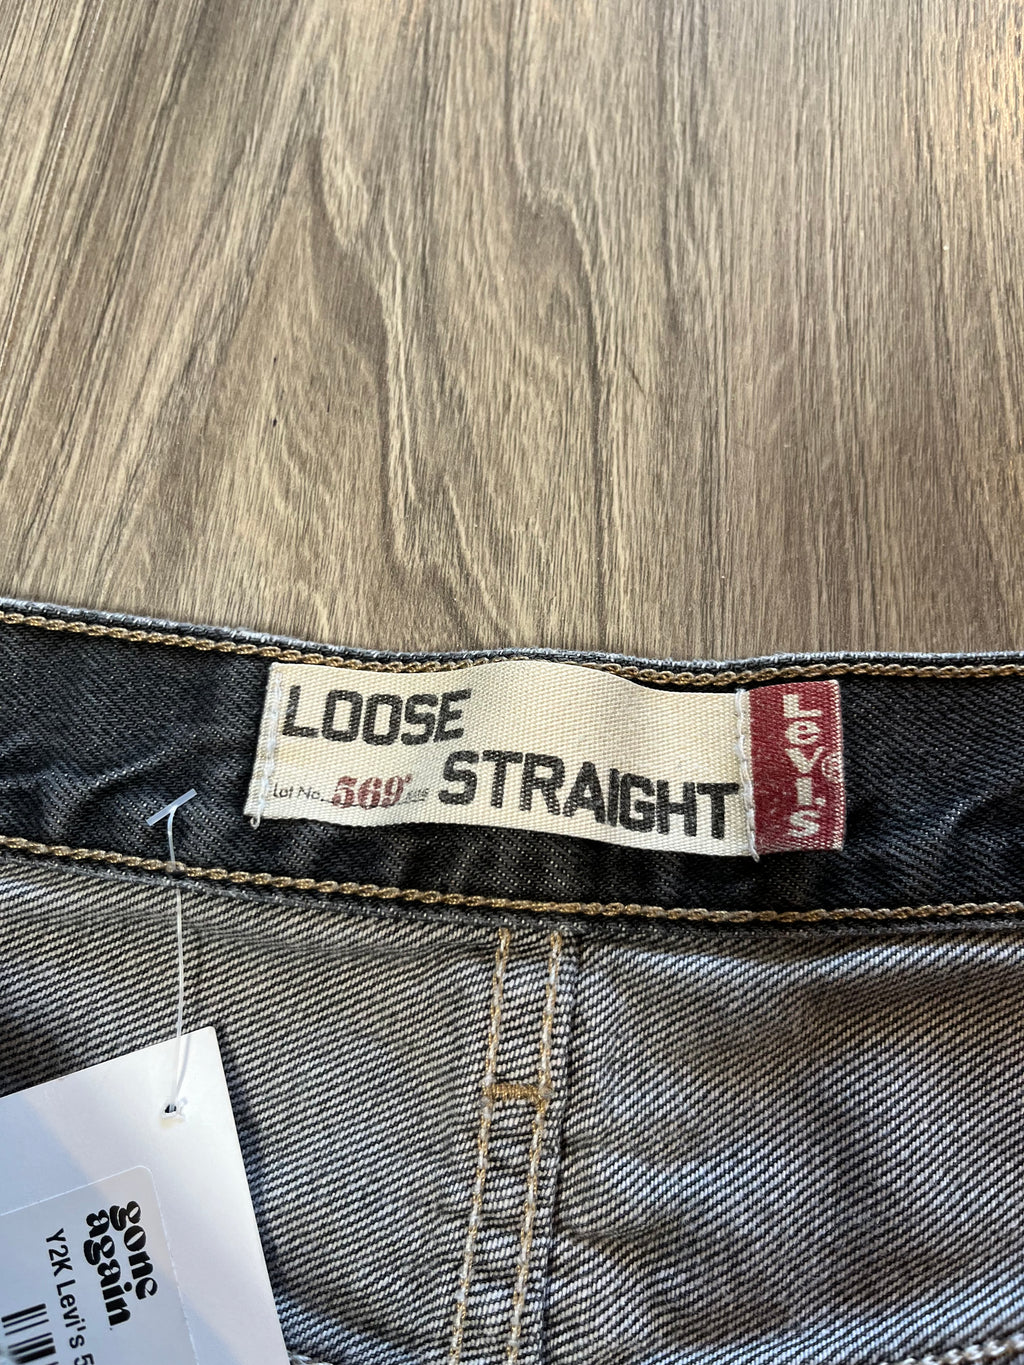 LOOSE
STRAIGHT
Lot No. 569
Levi's
gone
again
Y2K Levi's 5